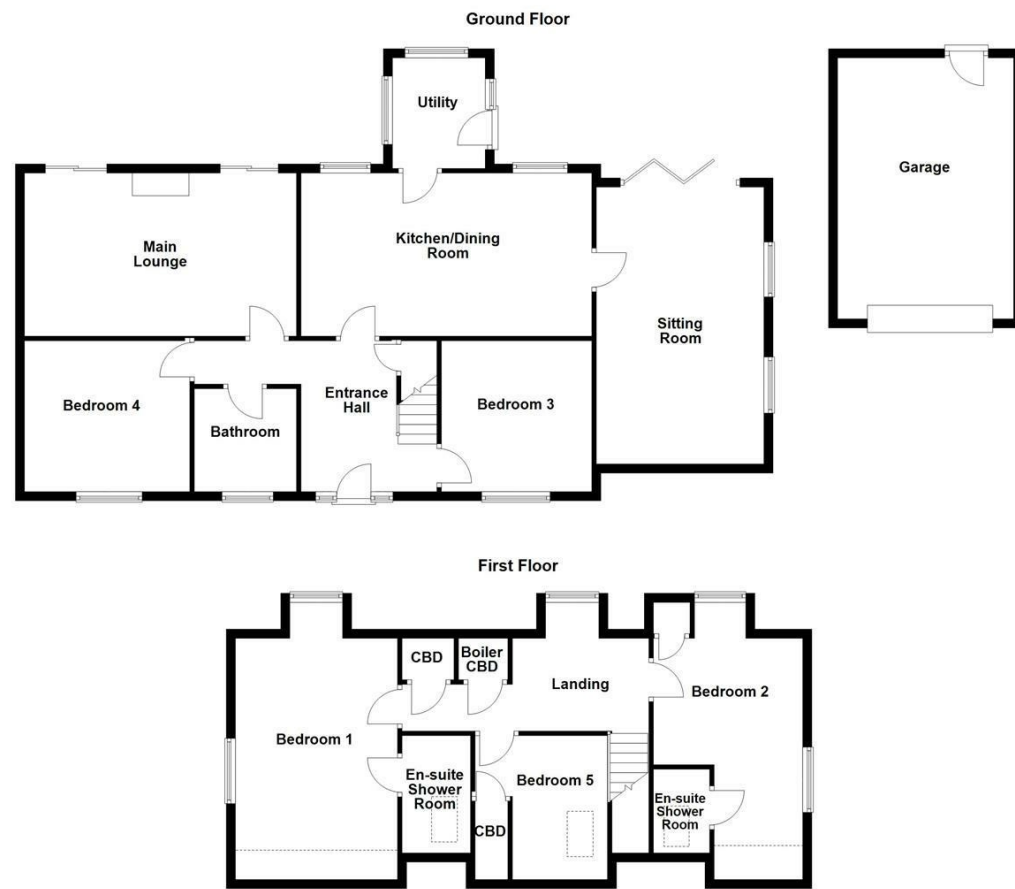 Ground Floor
Utility
Garage
Main
Lounge
Kitchen/Dining
Room
Sitting
Room
Bedroom 4
Bathroom
Entrance
Hall
Bedroom 3
First Floor
CBD
Boiler
CBD
Landing
Bedroom 2
Bedroom 1
En-suite
Shower
Room
CBD
Bedroom 5
En-suite
Shower
Room